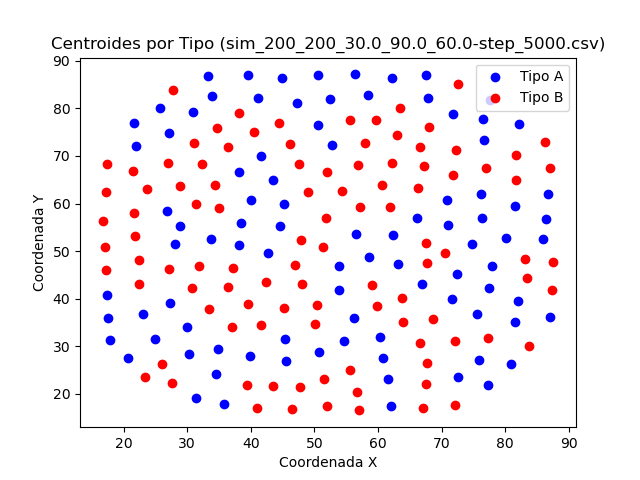 Centroides por Tipo (sim_200_200_30.0_90.0_60.0-step_5000.csv)
Tipo A
Tipo B
90
80
70
60
50
40
30
20
Coordenada Y
20 30 40 50 60 70 80 90
Coordenada X